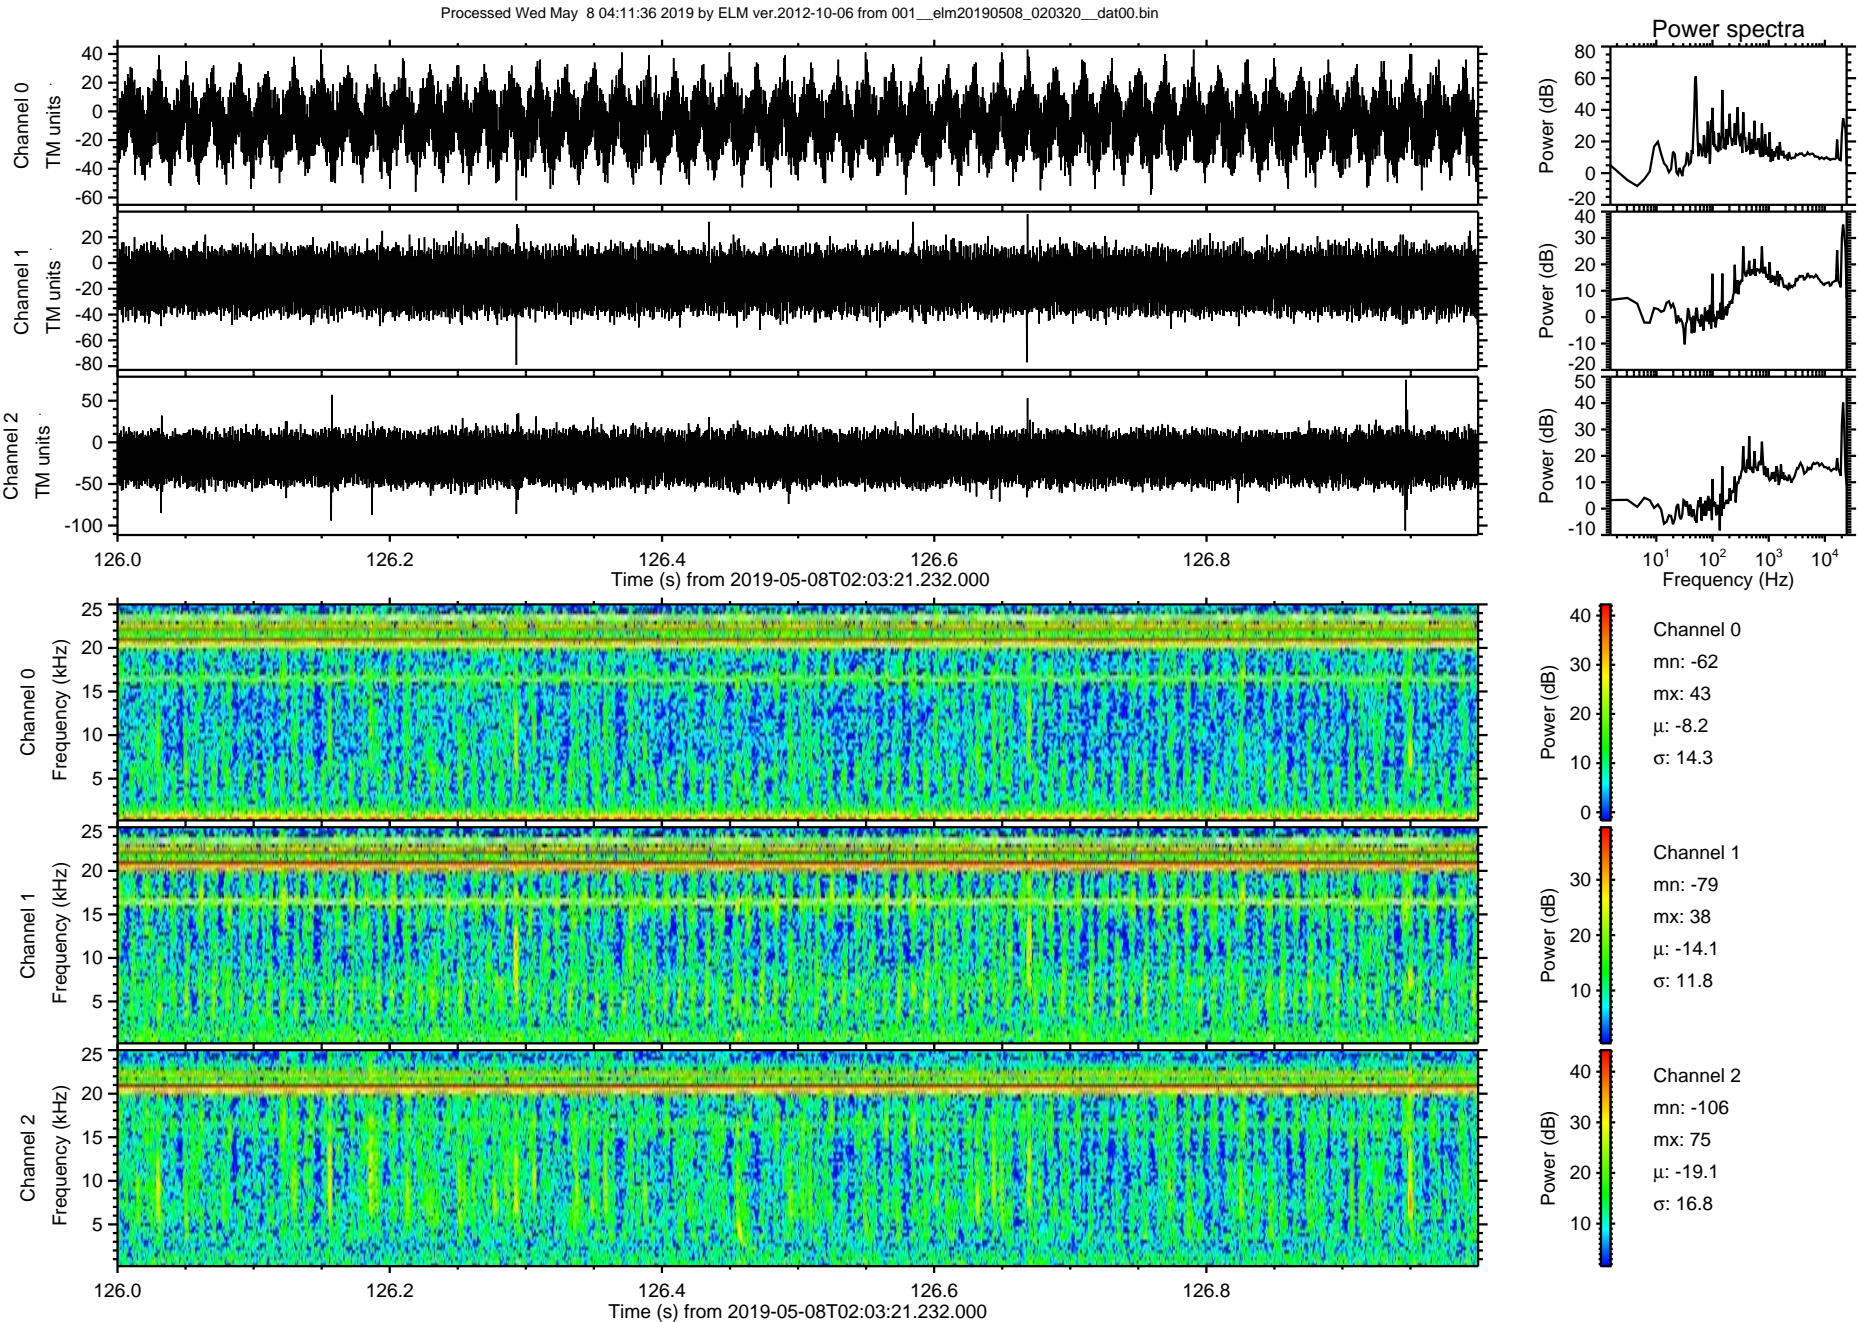 Processed Wed May  8 04:11:36 2019 by ELM ver.2012-10-06 from 001__elm20190508_020320__dat00.bin
Power spectra
Channel 0
TM units
40
20
0
-20
-40
-60
Power (dB)
80
60
40
20
0
-20
Channel 1
TM units
20
0
-20
-40
-60
-80
Power (dB)
40
30
20
10
0
-10
-20
Channel 2
TM units
50
0
-50
-100
Power (dB)
50
40
30
20
10
0
-10
126.0 126.2 126.4 126.6 126.8
Time (s) from 2019-05-08T02:03:21.232.000
10¹ 10² 10³ 10⁴
Frequency (Hz)
Channel 0
Frequency (kHz)
25
20
15
10
5
Power (dB)
40
30
20
10
0
Channel 0
mn: -62
mx: 43
μ: -8.2
σ: 14.3
Channel 1
Frequency (kHz)
25
20
15
10
5
Power (dB)
30
20
10
Channel 1
mn: -79
mx: 38
μ: -14.1
σ: 11.8
Channel 2
Frequency (kHz)
25
20
15
10
5
Power (dB)
40
30
20
10
Channel 2
mn: -106
mx: 75
μ: -19.1
σ: 16.8
126.0 126.2 126.4 126.6 126.8
Time (s) from 2019-05-08T02:03:21.232.000